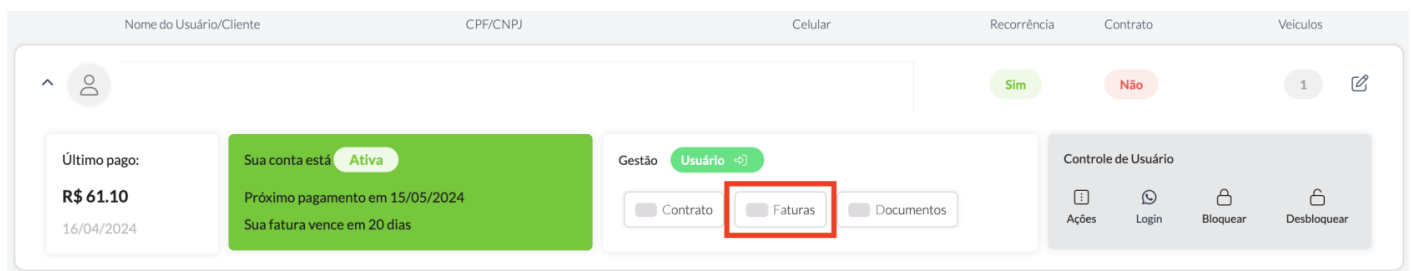 Nome do Usuário/Cliente CPF/CNPJ Celular Recorrência Contrato Veiculos
Sim Não 1
Último pago:
R$ 61.10
16/04/2024
Sua conta está Ativa
Próximo pagamento em 15/05/2024
Sua fatura vence em 20 dias
Gestão Usuário
Contrato Faturas Documentos
Controle de Usuário
Ações Login Bloquear Desbloquear